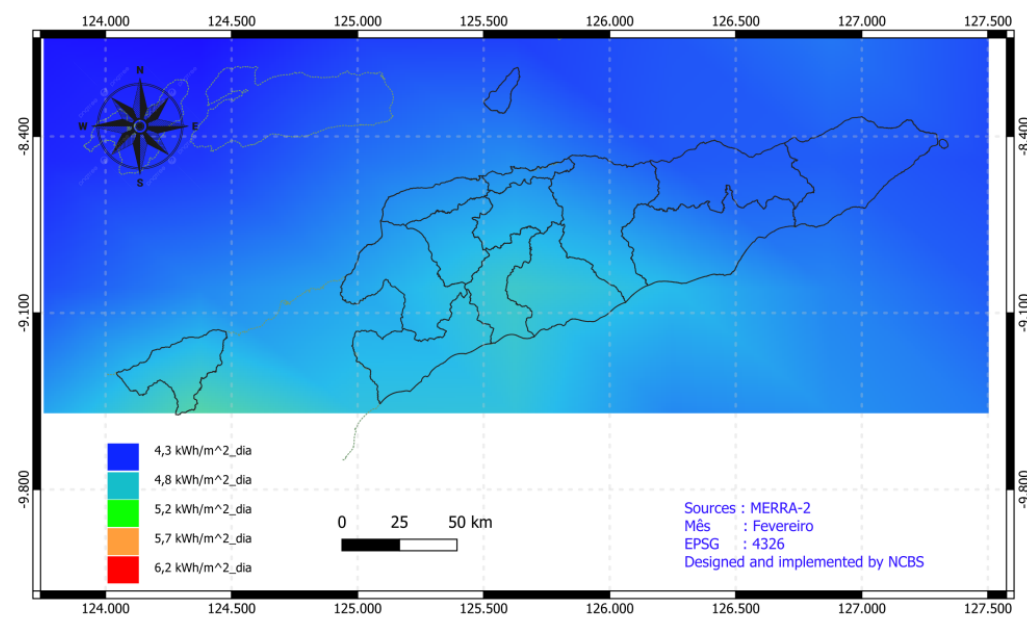 124.000 124.500 125.000 125.500 126.000 126.500 127.000 127.500
N
W E
S
-8.400 -8.400
-9.100 -9.100
-9.800 -9.800
4,3 kWh/m^2_dia
4,8 kWh/m^2_dia
5,2 kWh/m^2_dia
5,7 kWh/m^2_dia
6,2 kWh/m^2_dia
0 25 50 km
Sources : MERRA-2
Mês : Fevereiro
EPSG : 4326
Designed and implemented by NCBS
124.000 124.500 125.000 125.500 126.000 126.500 127.000 127.500